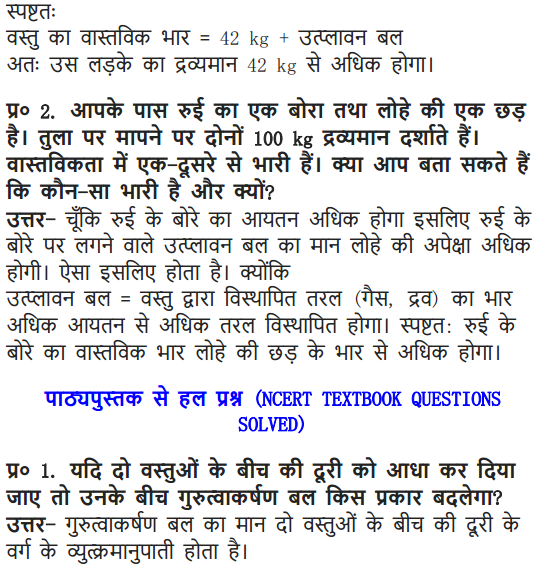 स्पष्टतः
वस्तु का वास्तविक भार = 42 kg + उत्प्लावन बल
अतः उस लड़के का द्रव्यमान 42 kg से अधिक होगा।
प्र० 2. आपके पास रुई का एक बोरा तथा लोहे की एक छड़
है। तुला पर मापने पर दोनों 100 kg द्रव्यमान दर्शाते हैं।
वास्तविकता में एक-दूसरे से भारी हैं। क्या आप बता सकते हैं
कि कौन-सा भारी है और क्यों?
उत्तर- चूँकि रुई के बोरे का आयतन अधिक होगा इसलिए रुई के
बोरे पर लगने वाले उत्प्लावन बल का मान लोहे की अपेक्षा अधिक
होगी। ऐसा इसलिए होता है। क्योंकि
उत्प्लावन बल = वस्तु द्वारा विस्थापित तरल (गैस, द्रव) का भार
अधिक आयतन से अधिक तरल विस्थापित होगा। स्पष्टत: रुई के
बोरे का वास्तविक भार लोहे की छड़ के भार से अधिक होगा।
पाठ्यपुस्तक से हल प्रश्न (NCERT TEXTBOOK QUESTIONS
SOLVED)
प्र० 1. यदि दो वस्तुओं के बीच की दूरी को आधा कर दिया
जाए तो उनके बीच गुरुत्वाकर्षण बल किस प्रकार बदलेगा?
उत्तर- गुरुत्वाकर्षण बल का मान दो वस्तुओं के बीच की दूरी के
वर्ग के व्युत्क्रमानुपाती होता है।